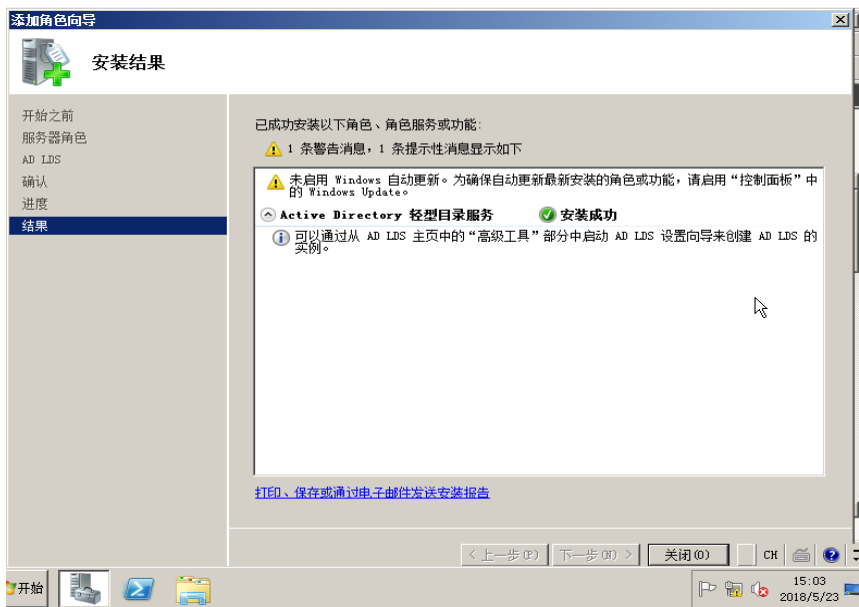 添加角色向导
安装结果
开始之前
服务器角色
AD LDS
确认
进度
结果
已成功安装以下角色、角色服务或功能:
1 条警告消息，1 条提示性消息显示如下
未启用 Windows 自动更新。为确保自动更新最新安装的角色或功能，请启用“控制面板”中
的 Windows Update。
Active Directory 轻型目录服务 安装成功
可以通过从 AD LDS 主页中的“高级工具”部分中启动 AD LDS 设置向导来创建 AD LDS 的
实例。
打印、保存或通过电子邮件发送安装报告
< 上一步(P) 下一步(N) > 关闭(O) CH
开始 15:03
2018/5/23